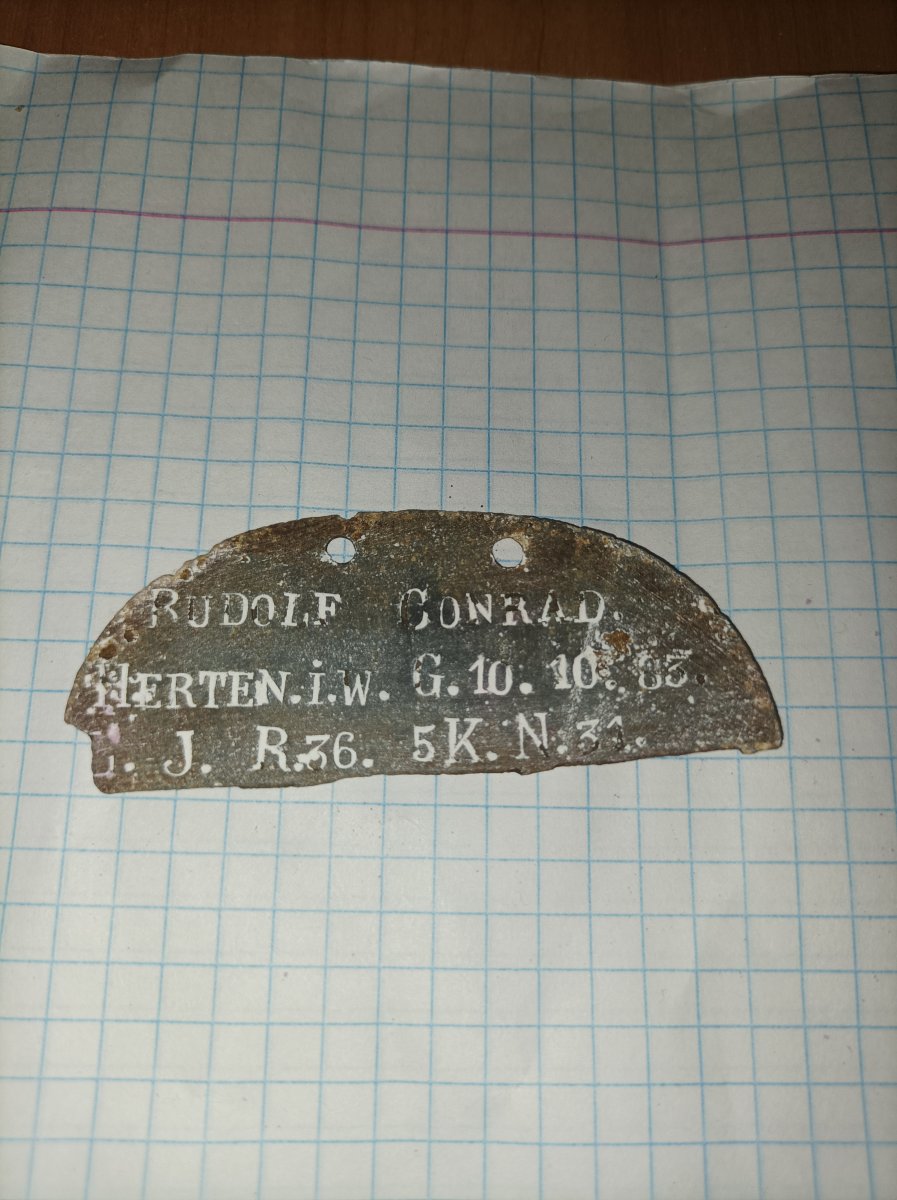 RUDOLF CONRAD.
HERTEN.i.W. G.10.10.83.
J. R.36. 5K.N.31.